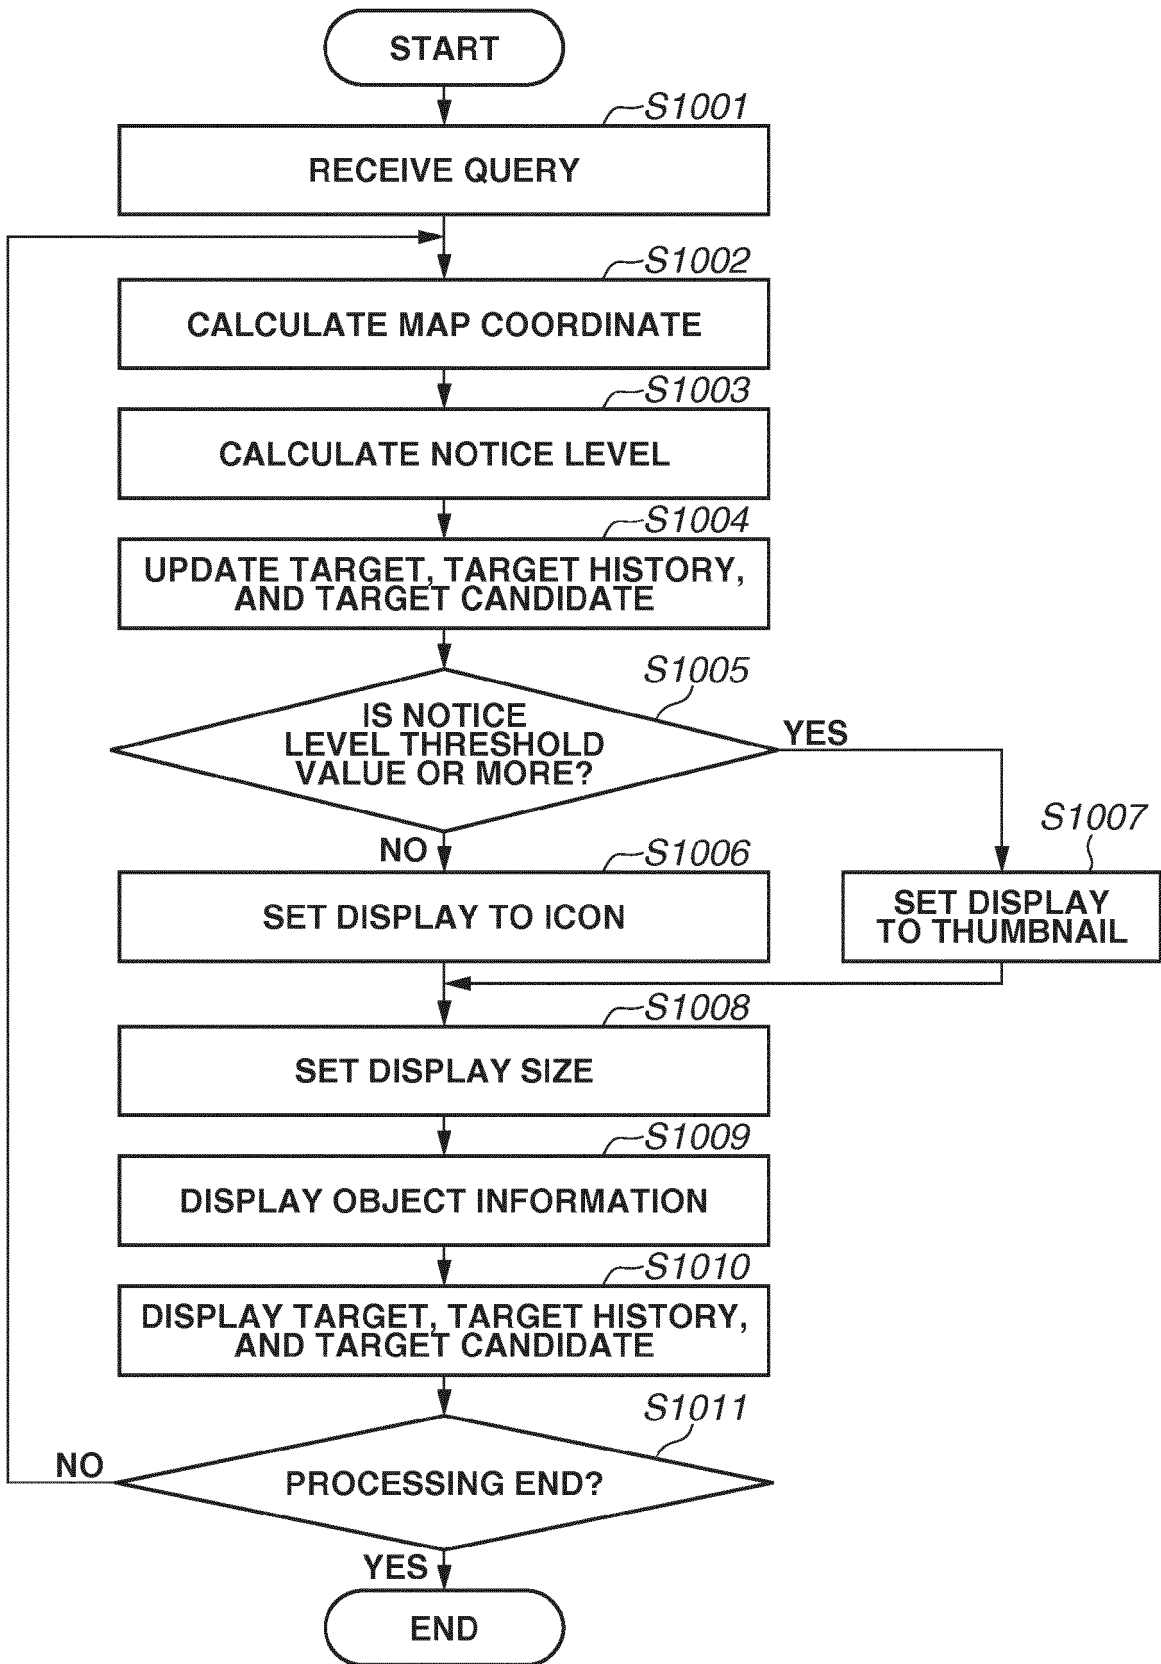 START
S1001
RECEIVE QUERY
S1002
CALCULATE MAP COORDINATE
S1003
CALCULATE NOTICE LEVEL
S1004
UPDATE TARGET, TARGET HISTORY,
AND TARGET CANDIDATE
S1005
IS NOTICE
LEVEL THRESHOLD
VALUE OR MORE?
YES
NO
S1006
SET DISPLAY TO ICON
S1007
SET DISPLAY
TO THUMBNAIL
S1008
SET DISPLAY SIZE
S1009
DISPLAY OBJECT INFORMATION
S1010
DISPLAY TARGET, TARGET HISTORY,
AND TARGET CANDIDATE
S1011
NO
PROCESSING END?
YES
END